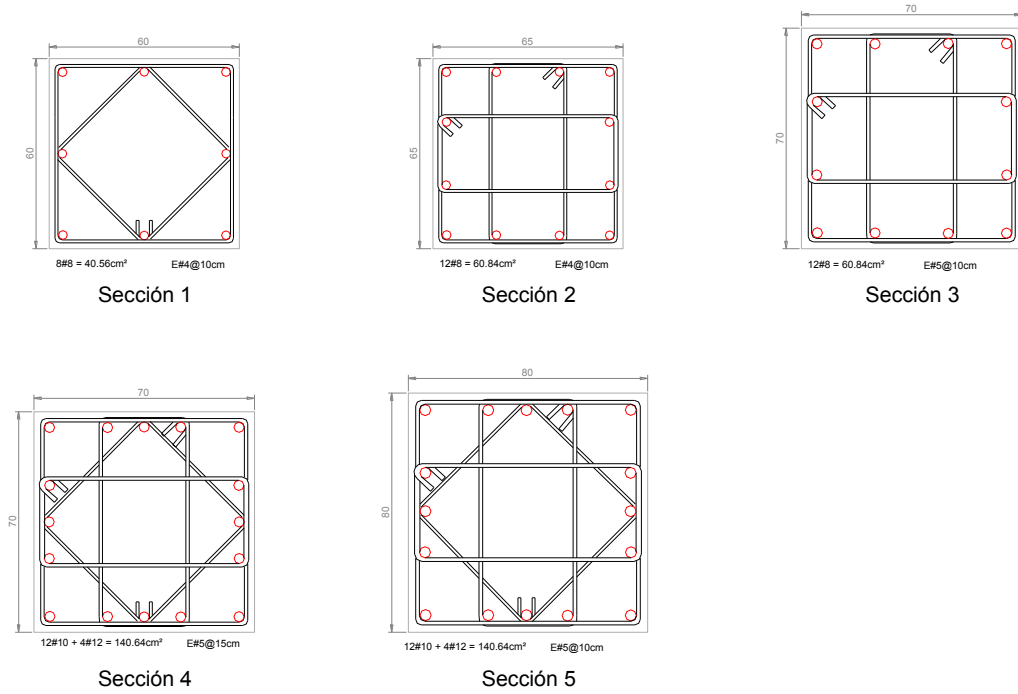 60
60
8#8 = 40.56cm² E#4@10cm
Sección 1
65
65
12#8 = 60.84cm² E#4@10cm
Sección 2
70
70
12#8 = 60.84cm² E#5@10cm
Sección 3
70
70
12#10 + 4#12 = 140.64cm² E#5@15cm
Sección 4
80
80
12#10 + 4#12 = 140.64cm² E#5@10cm
Sección 5